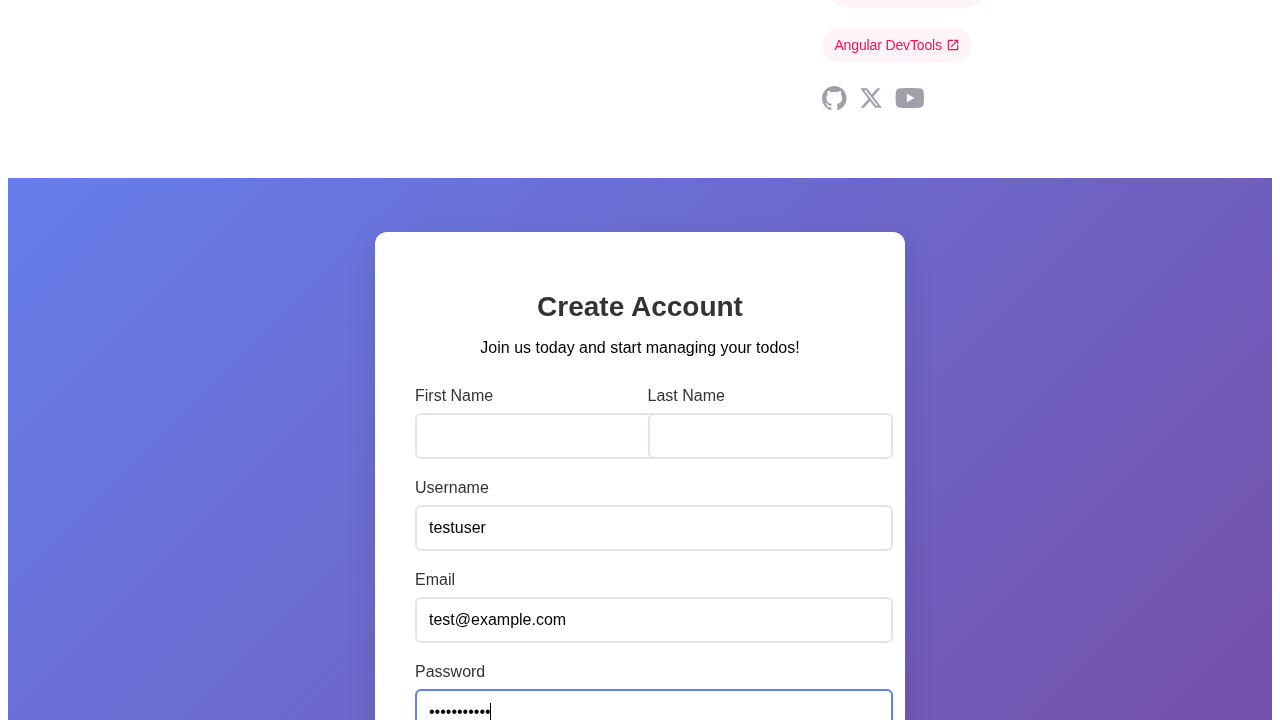 Angular DevTools
Create Account
Join us today and start managing your todos!
First Name Last Name
Username
testuser
Email
test@example.com
Password
•••••••••••